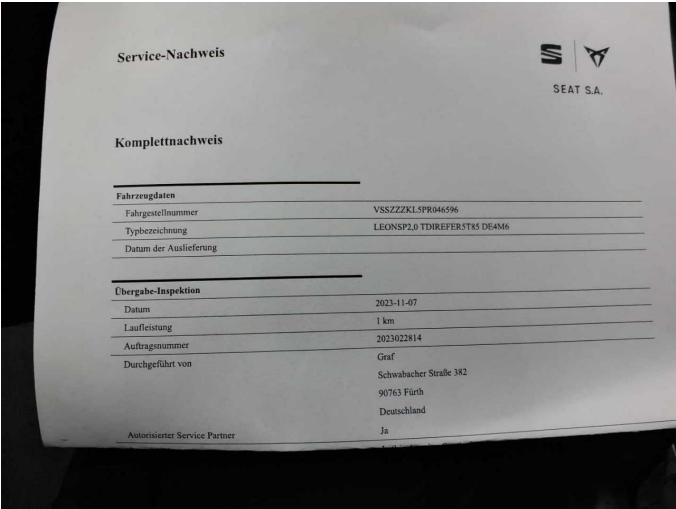 Service-Nachweis
SEAT S.A.
Komplettnachweis
Fahrzeugdaten
Fahrgestellnummer VSSZZZKL5PR046596
Typbezeichnung LEONSP2,0 TDIREFER5T85 DE4M6
Datum der Auslieferung
Übergabe-Inspektion
Datum 2023-11-07
Laufleistung 1 km
Auftragsnummer 2023022814
Durchgeführt von Graf
Schwabacher Straße 382
90763 Fürth
Deutschland
Autorisierter Service Partner Ja